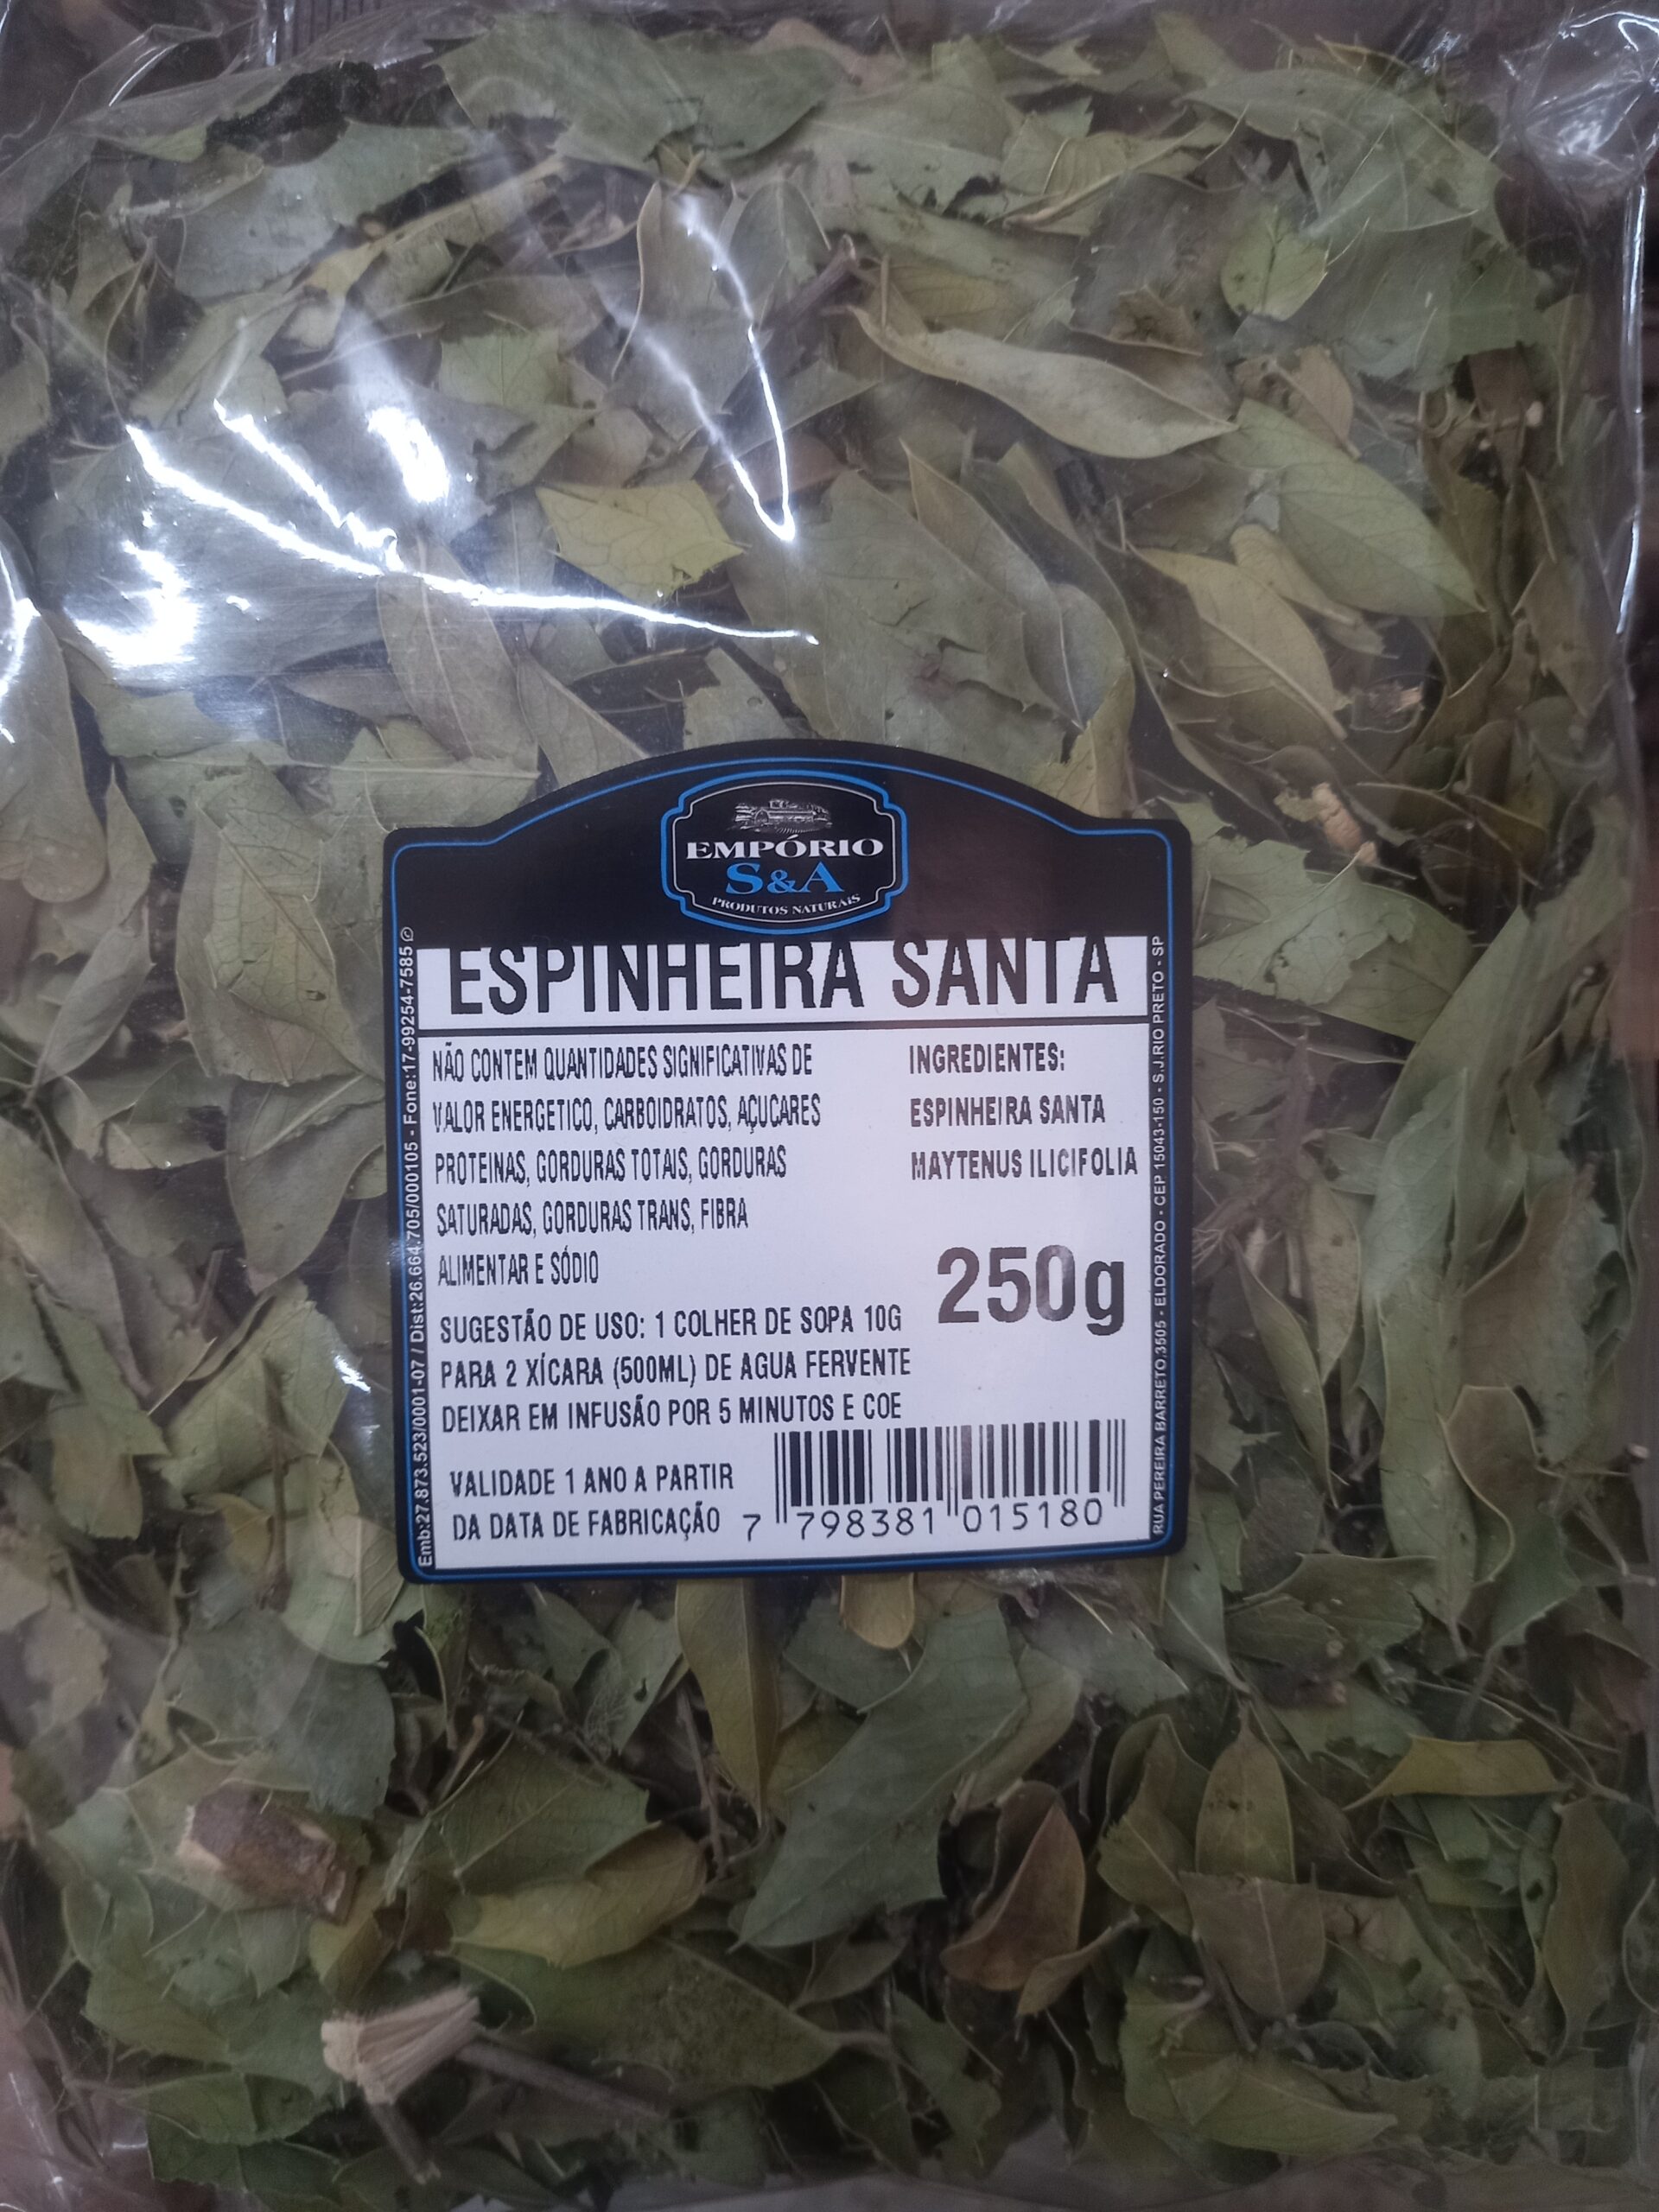 EMPÓRIO
S&A
PRODUTOS NATURAIS
ESPINHEIRA SANTA
NÃO CONTEM QUANTIDADES SIGNIFICATIVAS DE
VALOR ENERGETICO, CARBOIDRATOS, AÇUCARES
PROTEINAS, GORDURAS TOTAIS, GORDURAS
SATURADAS, GORDURAS TRANS, FIBRA
ALIMENTAR E SÓDIO
INGREDIENTES:
ESPINHEIRA SANTA
MAYTENUS ILICIFOLIA
250g
SUGESTÃO DE USO: 1 COLHER DE SOPA 10G
PARA 2 XÍCARA (500ML) DE AGUA FERVENTE
DEIXAR EM INFUSÃO POR 5 MINUTOS E COE
VALIDADE 1 ANO A PARTIR
DA DATA DE FABRICAÇÃO
7 798381 015180
Emb:27.873.523/0001-07 / Dist:26.664.705/000105 - Fone:17-99254-7585
RUA PEREIRA BARRETO,3505 - ELDORADO - CEP 15043-150 - S.J.RIO PRETO - SP